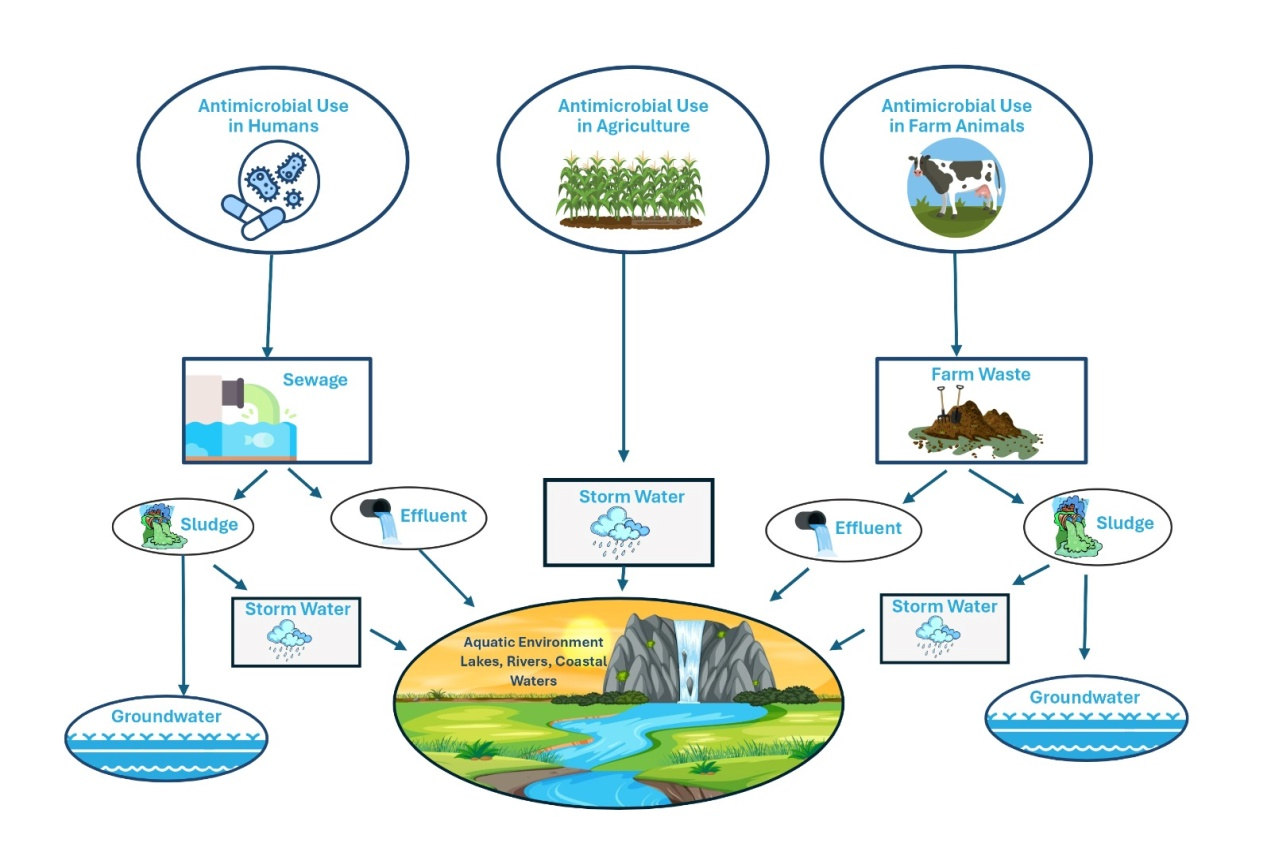 Antimicrobial Use
in Humans
Antimicrobial Use
in Agriculture
Antimicrobial Use
in Farm Animals
Sewage
Farm Waste
Sludge
Effluent
Storm Water
Effluent
Sludge
Storm Water
Storm Water
Aquatic Environment
Lakes, Rivers, Coastal
Waters
Groundwater
Groundwater